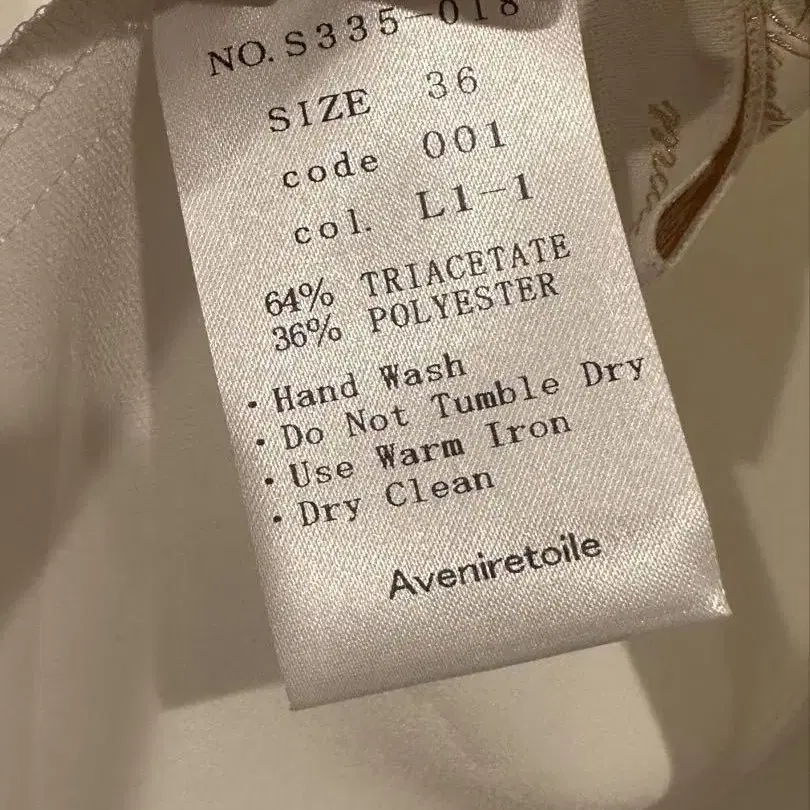 NO. S335-018
SIZE 36
code 001
col. L1-1
64% TRIACETATE
36% POLYESTER
・Hand Wash
・Do Not Tumble Dry
・Use Warm Iron
・Dry Clean
Aveniretoile